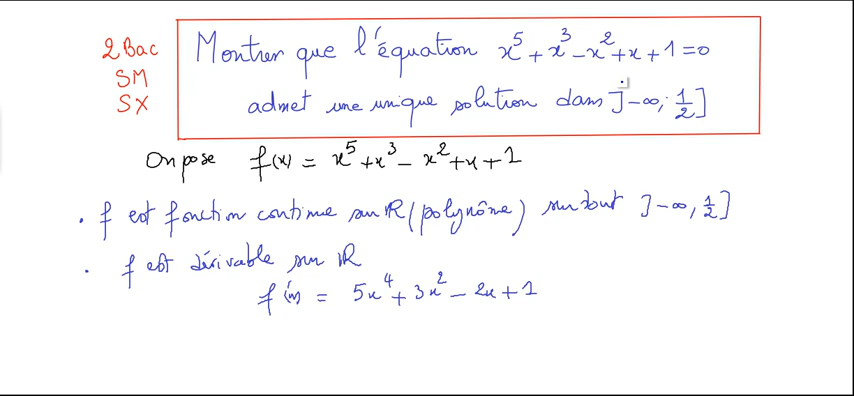 2Bac
SM
SX
Montrer que l'équation x⁵ + x³ - x² + x + 1 = 0
admet une unique solution dans ]-∞; 1/2]
On pose f(x) = x⁵ + x³ - x² + x + 1
. f est fonction continue sur ℝ (polynôme) surtout ]-∞, 1/2]
. f est dérivable sur ℝ
f'(x) = 5x⁴ + 3x² - 2x + 1